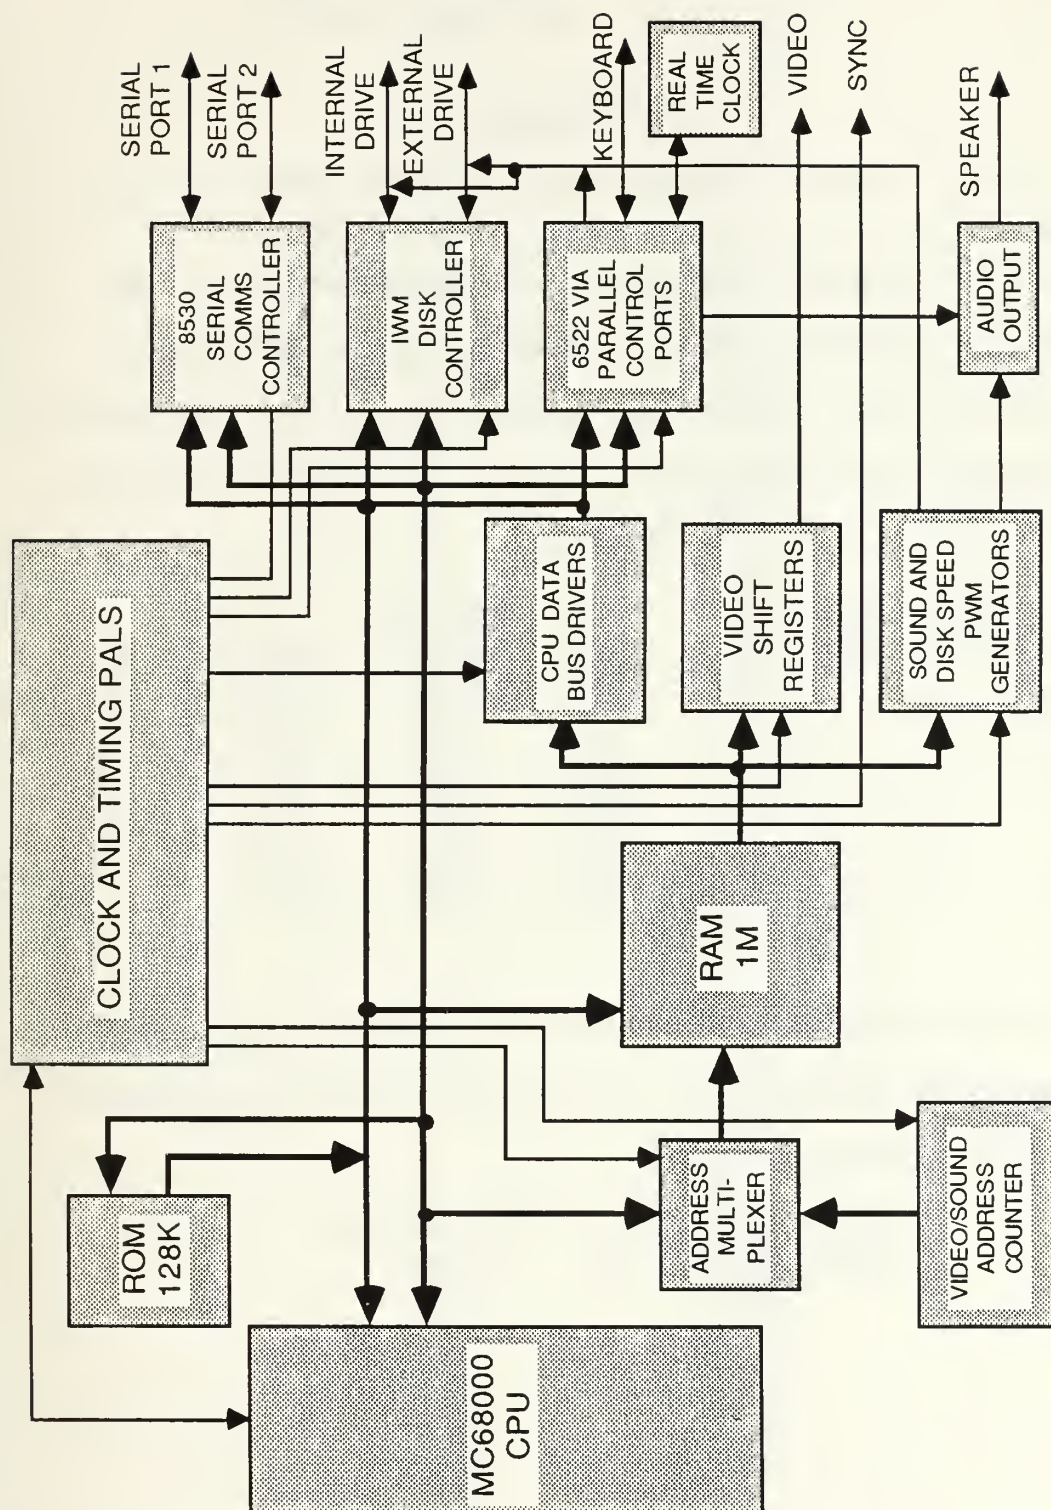 CLOCK AND TIMING PALS
ROM
128K
MC68000
CPU
8530
SERIAL
COMMS
CONTROLLER
SERIAL
PORT 1
SERIAL
PORT 2
IWM
DISK
CONTROLLER
INTERNAL
DRIVE
EXTERNAL
DRIVE
6522 VIA
PARALLEL
CONTROL
PORTS
KEYBOARD
REAL
TIME
CLOCK
CPU DATA
BUS DRIVERS
VIDEO
SHIFT
REGISTERS
VIDEO
SYNC
RAM
1M
ADDRESS
MULTI-
PLEXER
VIDEO/SOUND
ADDRESS
COUNTER
SOUND AND
DISK SPEED
PWM
GENERATORS
AUDIO
OUTPUT
SPEAKER